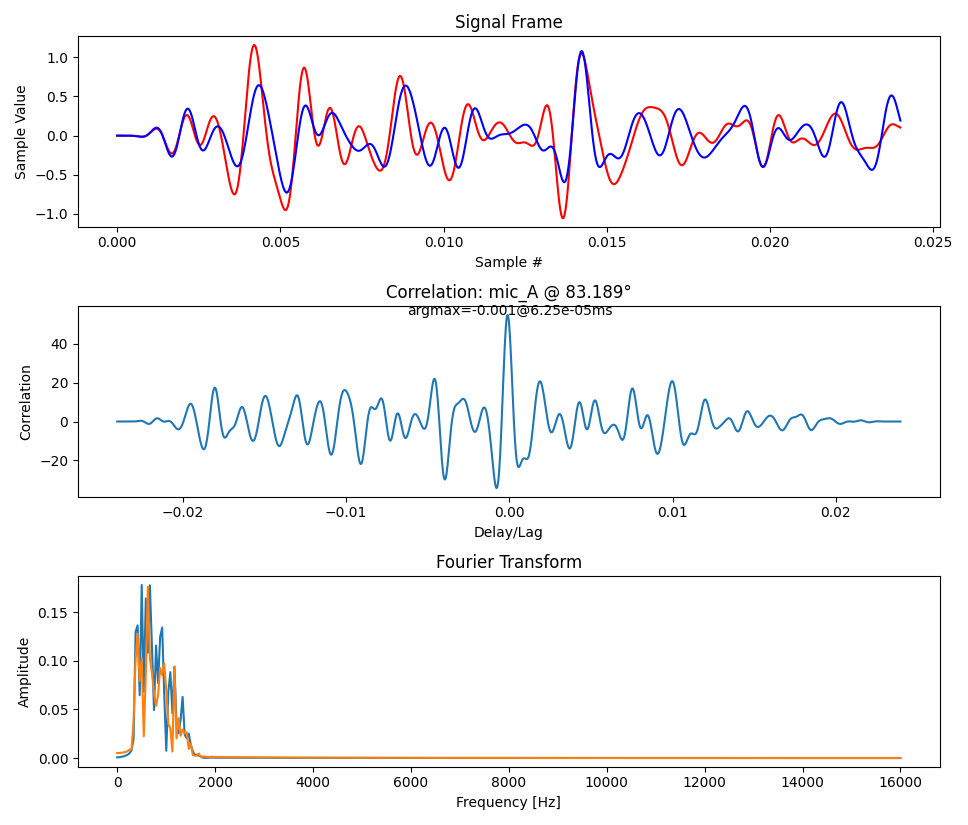 Signal Frame
1.0
0.5
0.0
−0.5
−1.0
Sample Value
0.000 0.005 0.010 0.015 0.020 0.025
Sample #
Correlation: mic_A @ 83.189°
argmax=-0.001@6.25e-05ms
40
20
0
−20
Correlation
−0.02 −0.01 0.00 0.01 0.02
Delay/Lag
Fourier Transform
0.15
0.10
0.05
0.00
Amplitude
0 2000 4000 6000 8000 10000 12000 14000 16000
Frequency [Hz]